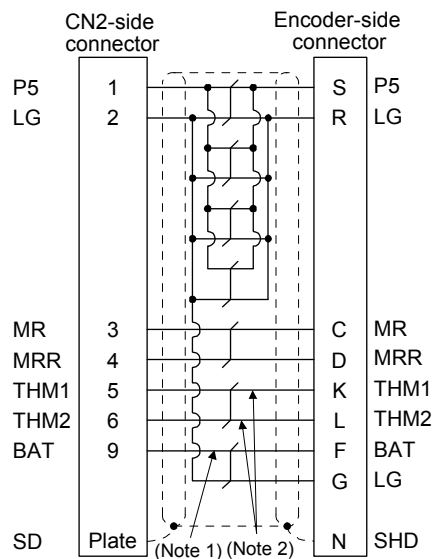 CN2-side
connector
Encoder-side
connector
P5 1 S P5
LG 2 R LG
MR 3 C MR
MRR 4 D MRR
THM1 5 K THM1
THM2 6 L THM2
BAT 9 F BAT
G LG
SD Plate (Note 1) (Note 2) N SHD